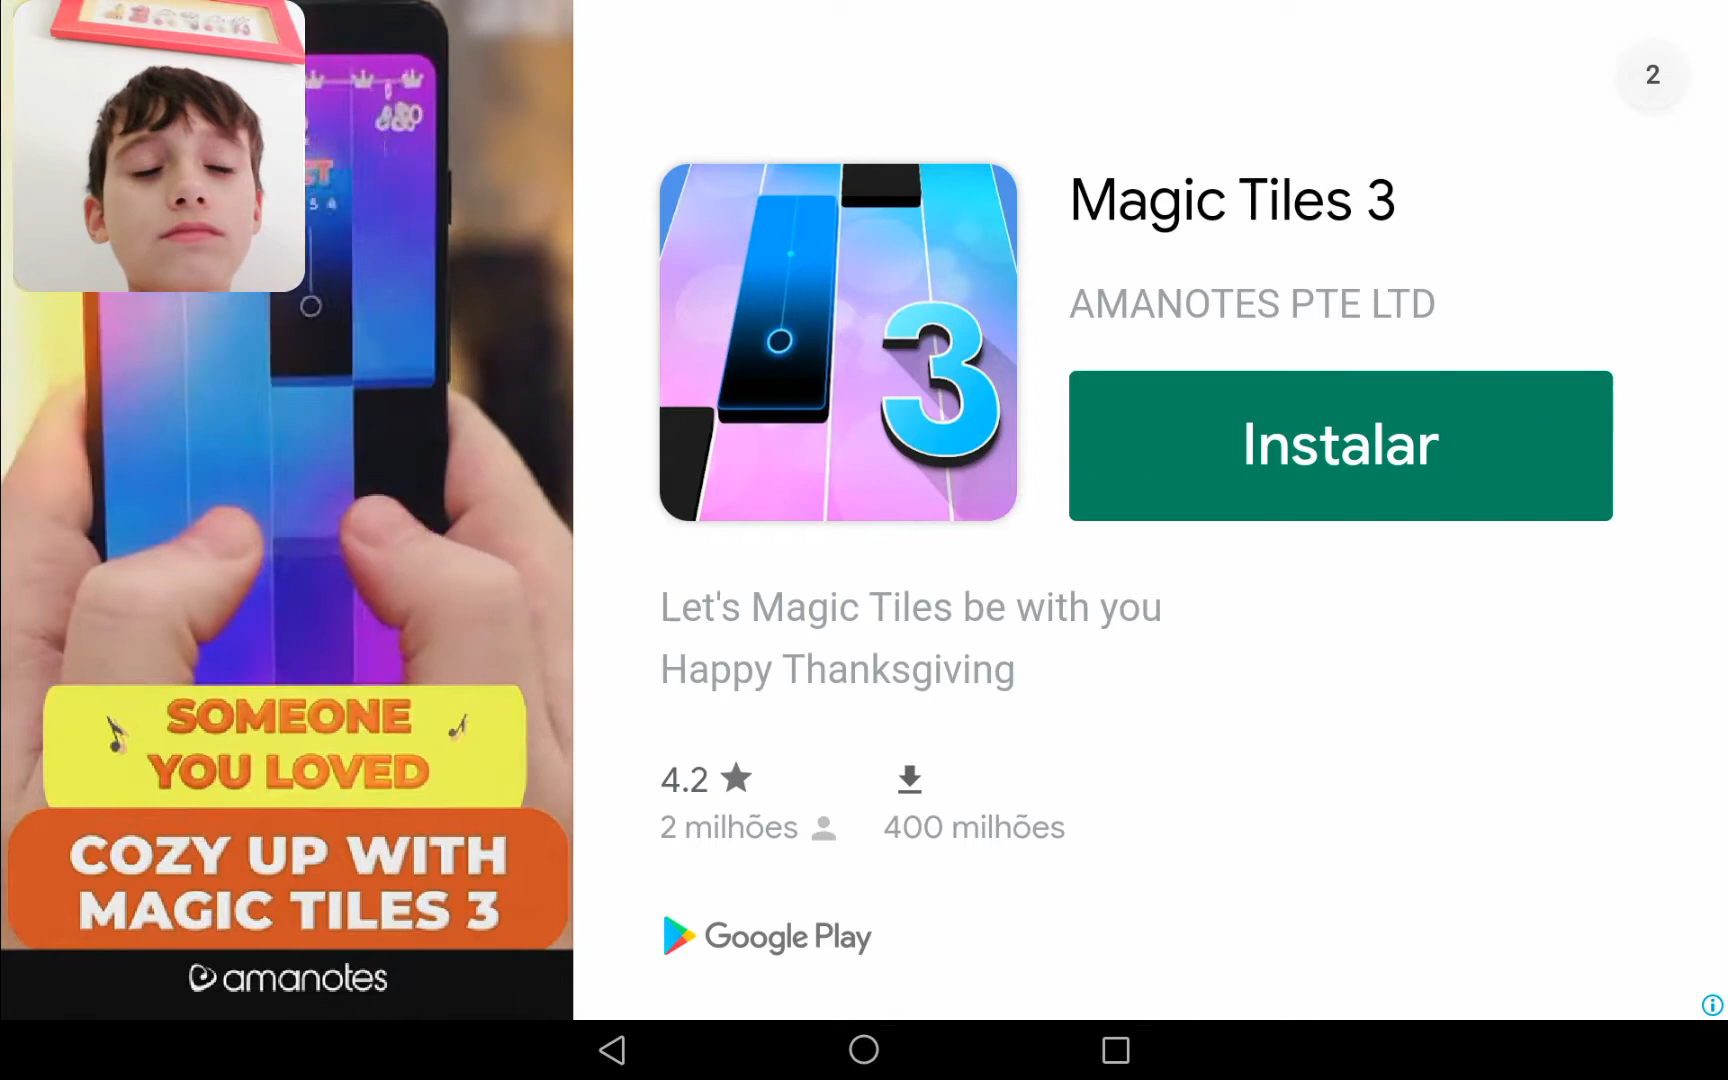 SOMEONE
YOU LOVED
COZY UP WITH
MAGIC TILES 3
amanotes
2
3
Magic Tiles 3
AMANOTES PTE LTD
Instalar
Let's Magic Tiles be with you
Happy Thanksgiving
4.2
2 milhões
400 milhões
Google Play